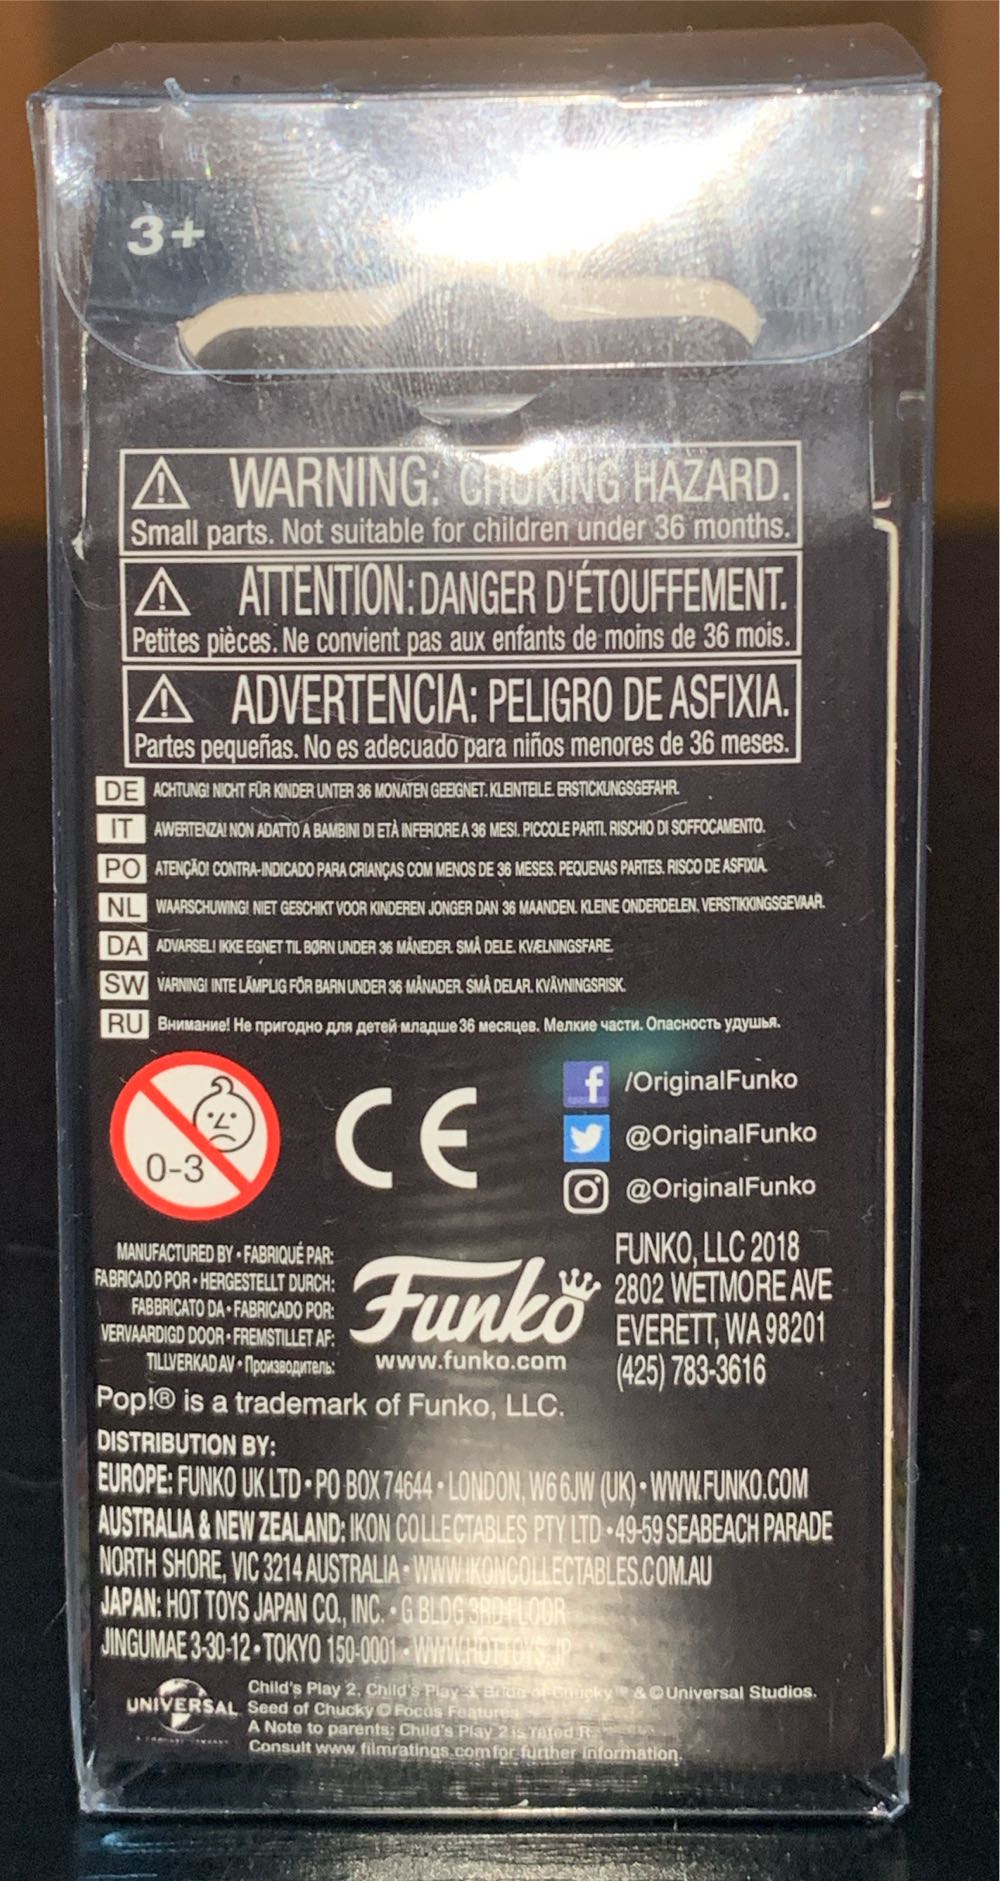 3+
WARNING: CHOKING HAZARD.
Small parts. Not suitable for children under 36 months.
ATTENTION: DANGER D'ÉTOUFFEMENT.
Petites pièces. Ne convient pas aux enfants de moins de 36 mois.
ADVERTENCIA: PELIGRO DE ASFIXIA.
Partes pequeñas. No es adecuado para niños menores de 36 meses.
DE ACHTUNG! NICHT FÜR KINDER UNTER 36 MONATEN GEEIGNET. KLEINTEILE. ERSTICKUNGSGEFAHR.
IT AWERTENZA! NON ADATTO A BAMBINI DI ETÀ INFERIORE A 36 MESI. PICCOLE PARTI. RISCHIO DI SOFFOCAMENTO.
PO ATENÇÃO! CONTRA-INDICADO PARA CRIANÇAS COM MENOS DE 36 MESES. PEQUENAS PARTES. RISCO DE ASFIXIA.
NL WAARSCHUWING! NIET GESCHIKT VOOR KINDEREN JONGER DAN 36 MAANDEN. KLEINE ONDERDELEN, VERSTIKKINGSGEVAAR.
DA ADVARSEL! IKKE EGNET TIL BØRN UNDER 36 MÅNEDER. SMÅ DELE. KVÆLNINGSFARE.
SW VARNING! INTE LÄMPLIG FÖR BARN UNDER 36 MÅNADER. SMÅ DELAR. KVÄVNINGSRISK.
RU Внимание! Не пригодно для детей младше 36 месяцев. Мелкие части. Опасность удушья.
0-3
CE
/OriginalFunko
@OriginalFunko
@OriginalFunko
MANUFACTURED BY • FABRIQUÉ PAR:
FABRICADO POR • HERGESTELLT DURCH:
FABBRICATO DA • FABRICADO POR:
VERVAARDIGD DOOR • FREMSTILLET AF:
TILLVERKAD AV • Производитель:
Funko
www.funko.com
FUNKO, LLC 2018
2802 WETMORE AVE
EVERETT, WA 98201
(425) 783-3616
Pop!® is a trademark of Funko, LLC.
DISTRIBUTION BY:
EUROPE: FUNKO UK LTD • PO BOX 74644 • LONDON, W6 6JW (UK) • WWW.FUNKO.COM
AUSTRALIA & NEW ZEALAND: IKON COLLECTABLES PTY LTD • 49-59 SEABEACH PARADE
NORTH SHORE, VIC 3214 AUSTRALIA • WWW.IKONCOLLECTABLES.COM.AU
JAPAN: HOT TOYS JAPAN CO., INC. • G BLDG 3RD FLOOR
JINGUMAE 3-30-12 • TOKYO 150-0001 • WWW.HOTTOYS.JP
UNIVERSAL
Child's Play 2, Child's Play 3, Bride of Chucky ™ & © Universal Studios.
Seed of Chucky © Focus Features
A Note to parents: Child's Play 2 is rated R.
Consult www.filmratings.com for further information.